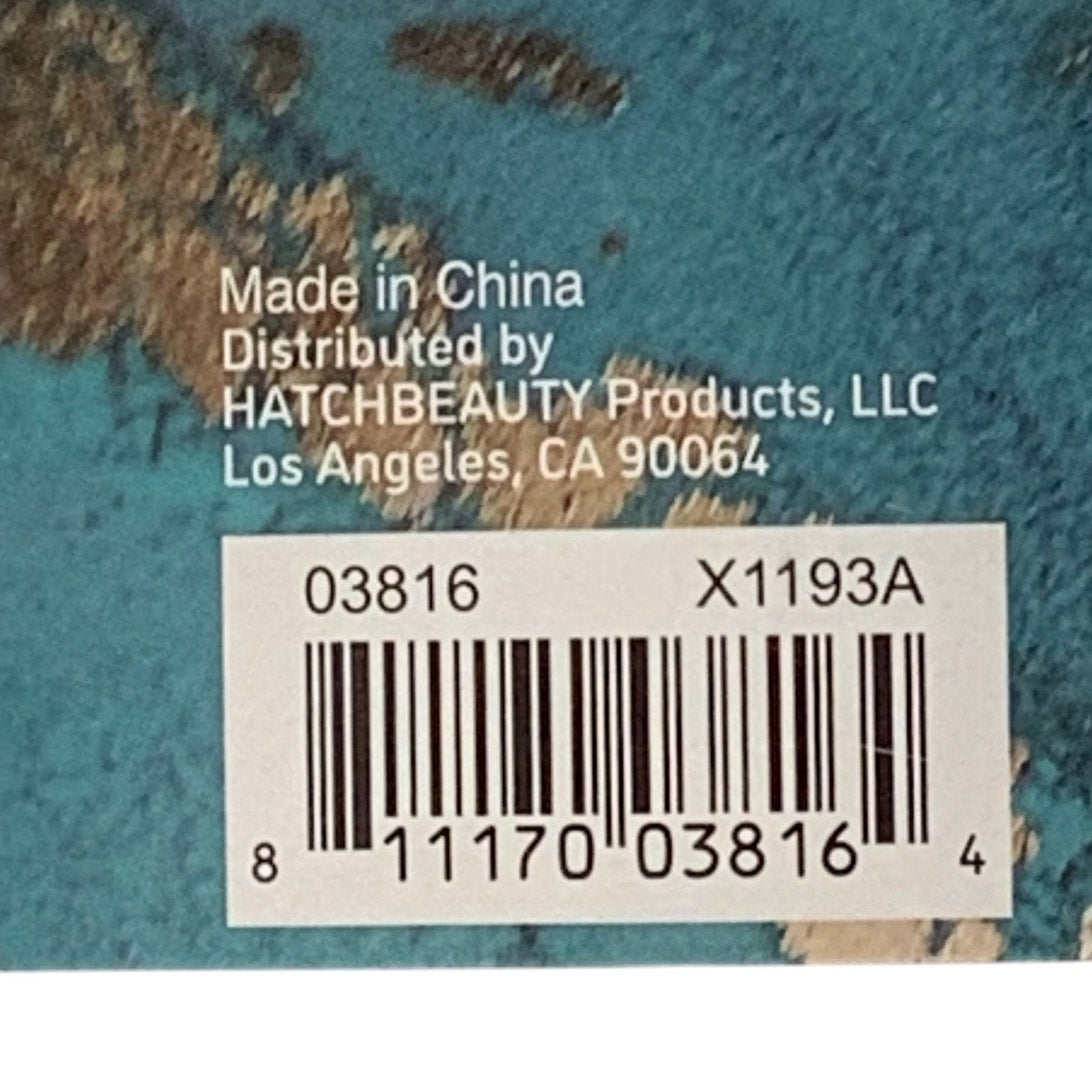 Made in China
Distributed by
HATCHBEAUTY Products, LLC
Los Angeles, CA 90064
03816 X1193A
8 11170 03816 4